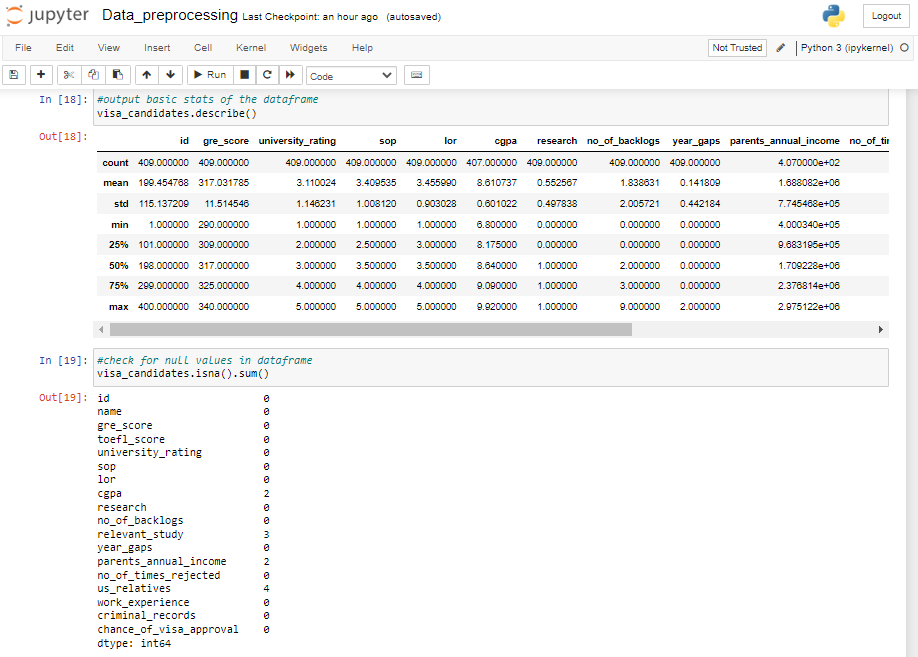 jupyter Data_preprocessing Last Checkpoint: an hour ago (autosaved) Logout
File Edit View Insert Cell Kernel Widgets Help Not Trusted Python 3 (ipykernel)
Run Code
In [18]: #output basic stats of the dataframe
visa_candidates.describe()
Out[18]:
id gre_score university_rating sop lor cgpa research no_of_backlogs year_gaps parents_annual_income no_of_tir
count 409.000000 409.000000 409.000000 409.000000 409.000000 407.000000 409.000000 409.000000 409.000000 4.070000e+02
mean 199.454768 317.031785 3.110024 3.409535 3.455990 8.610737 0.552567 1.838631 0.141809 1.688082e+06
std 115.137209 11.514546 1.146231 1.008120 0.903028 0.601022 0.497838 2.005721 0.442184 7.745468e+05
min 1.000000 290.000000 1.000000 1.000000 1.000000 6.800000 0.000000 0.000000 0.000000 4.000340e+05
25% 101.000000 309.000000 2.000000 2.500000 3.000000 8.175000 0.000000 0.000000 0.000000 9.683195e+05
50% 198.000000 317.000000 3.000000 3.500000 3.500000 8.640000 1.000000 2.000000 0.000000 1.709228e+06
75% 299.000000 325.000000 4.000000 4.000000 4.000000 9.090000 1.000000 3.000000 0.000000 2.376814e+06
max 400.000000 340.000000 5.000000 5.000000 5.000000 9.920000 1.000000 9.000000 2.000000 2.975122e+06
In [19]: #check for null values in dataframe
visa_candidates.isna().sum()
Out[19]: id 0
name 0
gre_score 0
toefl_score 0
university_rating 0
sop 0
lor 0
cgpa 2
research 0
no_of_backlogs 0
relevant_study 3
year_gaps 0
parents_annual_income 2
no_of_times_rejected 0
us_relatives 4
work_experience 0
criminal_records 0
chance_of_visa_approval 0
dtype: int64